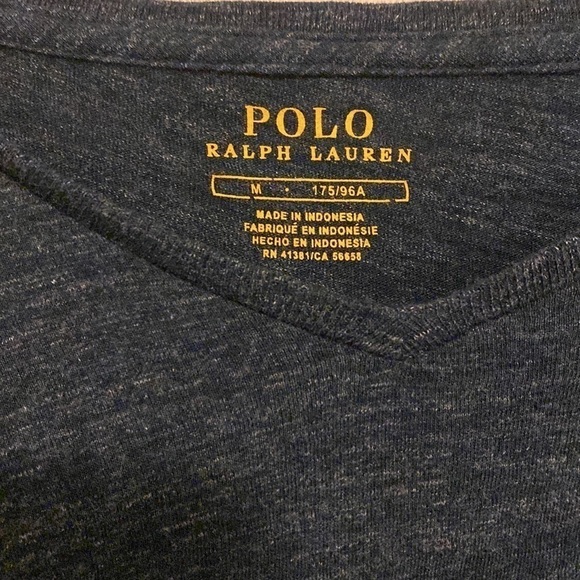 POLO
RALPH LAUREN
M • 175/96A
MADE IN INDONESIA
FABRIQUÉ EN INDONÉSIE
HECHO EN INDONESIA
RN 41381/CA 56658